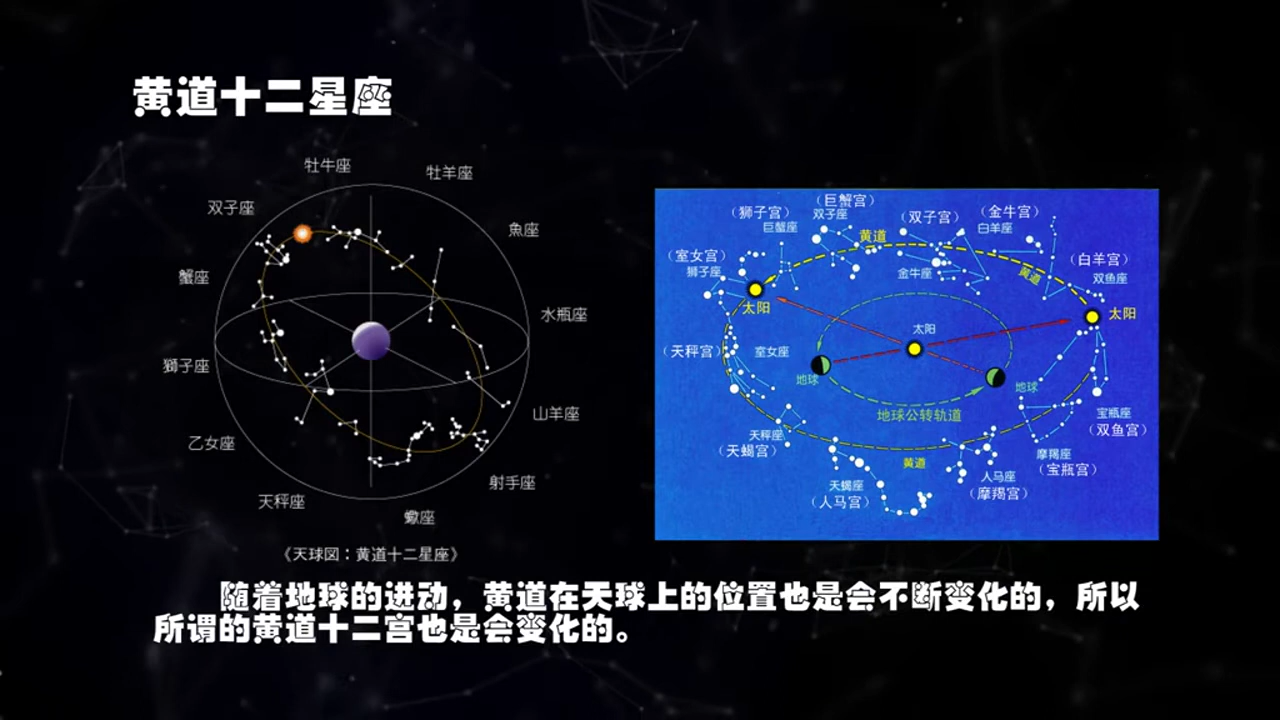 黄道十二星座
牡牛座
牡羊座
双子座
魚座
蟹座
水瓶座
獅子座
山羊座
乙女座
射手座
天秤座
蠍座
《天球図：黄道十二星座》
（巨蟹宫）
双子座
（狮子宫）
巨蟹座
（双子宫）
（金牛宫）
白羊座
黄道
（室女宫）
狮子座
金牛座
黄道
（白羊宫）
双鱼座
太阳
太阳
太阳
（天秤宫）
室女座
地球
地球
地球公转轨道
宝瓶座
（双鱼宫）
天秤座
（天蝎宫）
黄道
摩羯座
（宝瓶宫）
人马座
（摩羯宫）
天蝎座
（人马宫）
随着地球的进动，黄道在天球上的位置也是会不断变化的，所以
所谓的黄道十二宫也是会变化的。